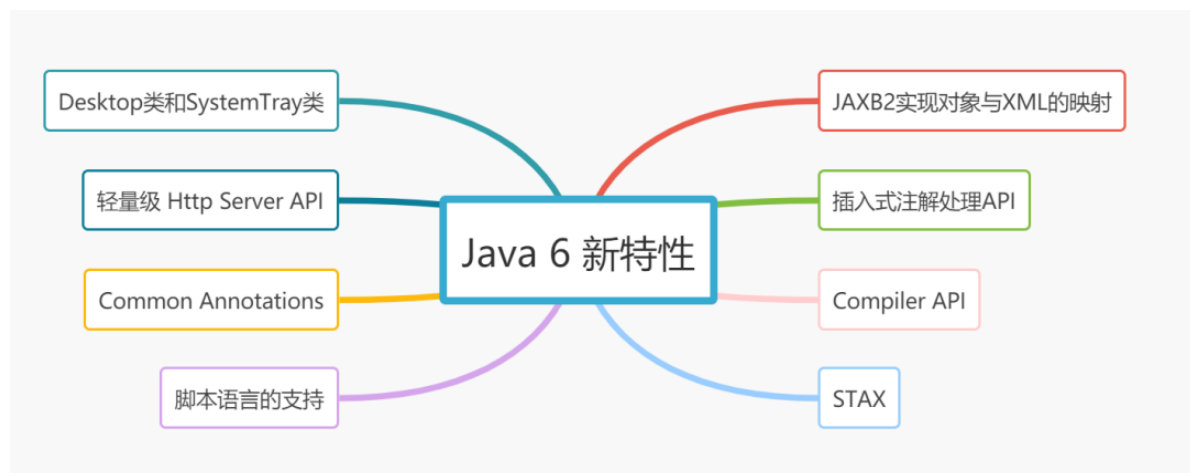 Desktop类和SystemTray类
轻量级 Http Server API
Common Annotations
脚本语言的支持
Java 6 新特性
JAXB2实现对象与XML的映射
插入式注解处理API
Compiler API
STAX